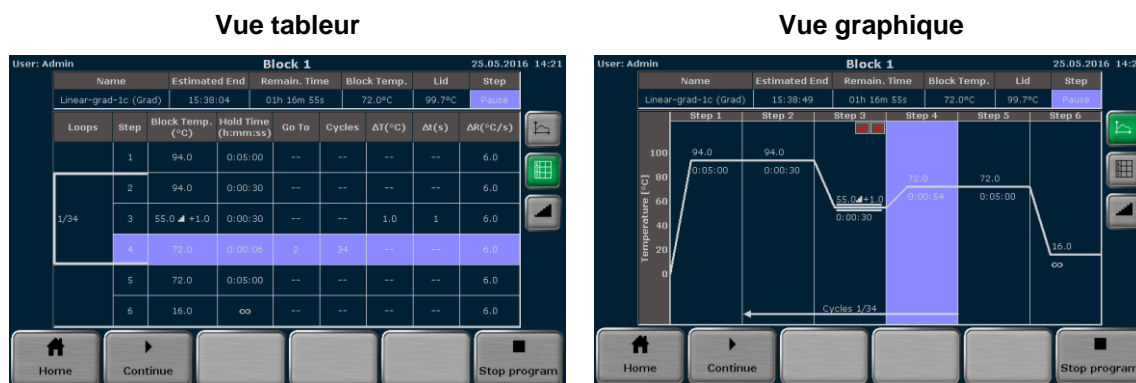 Vue tableur
User: Admin Block 1 25.05.2016 14:21
Name Estimated End Remain. Time Block Temp. Lid Step
Linear-grad-1c (Grad) 15:38:04 01h 16m 55s 72.0°C 99.7°C Pause
Loops Step Block Temp. (°C) Hold Time (h:mm:ss) Go To Cycles ΔT(°C) Δt(s) ΔR(°C/s)
1 94.0 0:05:00 -- -- -- -- 6.0
2 94.0 0:00:30 -- -- -- -- 6.0
1/34 3 55.0 +1.0 0:00:30 -- -- 1.0 1 6.0
4 72.0 0:00:06 2 34 -- -- 6.0
5 72.0 0:05:00 -- -- -- -- 6.0
6 16.0 ∞ -- -- -- -- 6.0
Home Continue Stop program
Vue graphique
User: Admin Block 1 25.05.2016 14:2
Name Estimated End Remain. Time Block Temp. Lid Step
Linear-grad-1c (Grad) 15:38:49 01h 16m 55s 72.0°C 99.7°C Pause
Step 1 Step 2 Step 3 Step 4 Step 5 Step 6
Temperature [°C]
100
80
60
40
20
0
94.0 94.0
0:05:00 0:00:30
72.0 72.0
55.0 +1.0 0:00:54 0:05:00
0:00:30
16.0
∞
Cycles 1/34
Home Continue Stop program